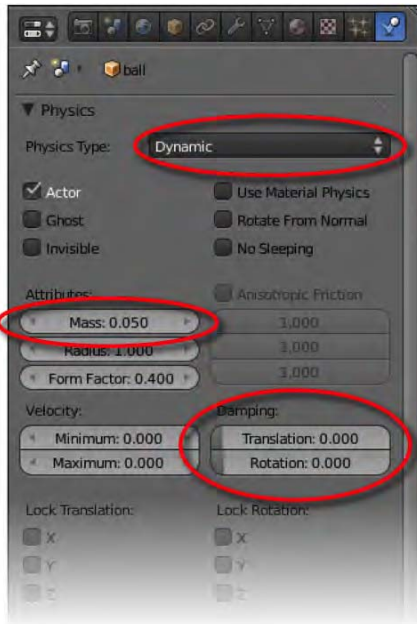 ball
Physics
Physics Type: Dynamic
Actor
Use Material Physics
Ghost
Rotate From Normal
Invisible
No Sleeping
Attributes:
Anisotropic Friction
Mass: 0.050
1.000
Radius: 1.000
1.000
Form Factor: 0.400
1.000
Velocity:
Damping:
Minimum: 0.000
Translation: 0.000
Maximum: 0.000
Rotation: 0.000
Lock Translation:
Lock Rotation:
X
X
Y
Y
Z
Z